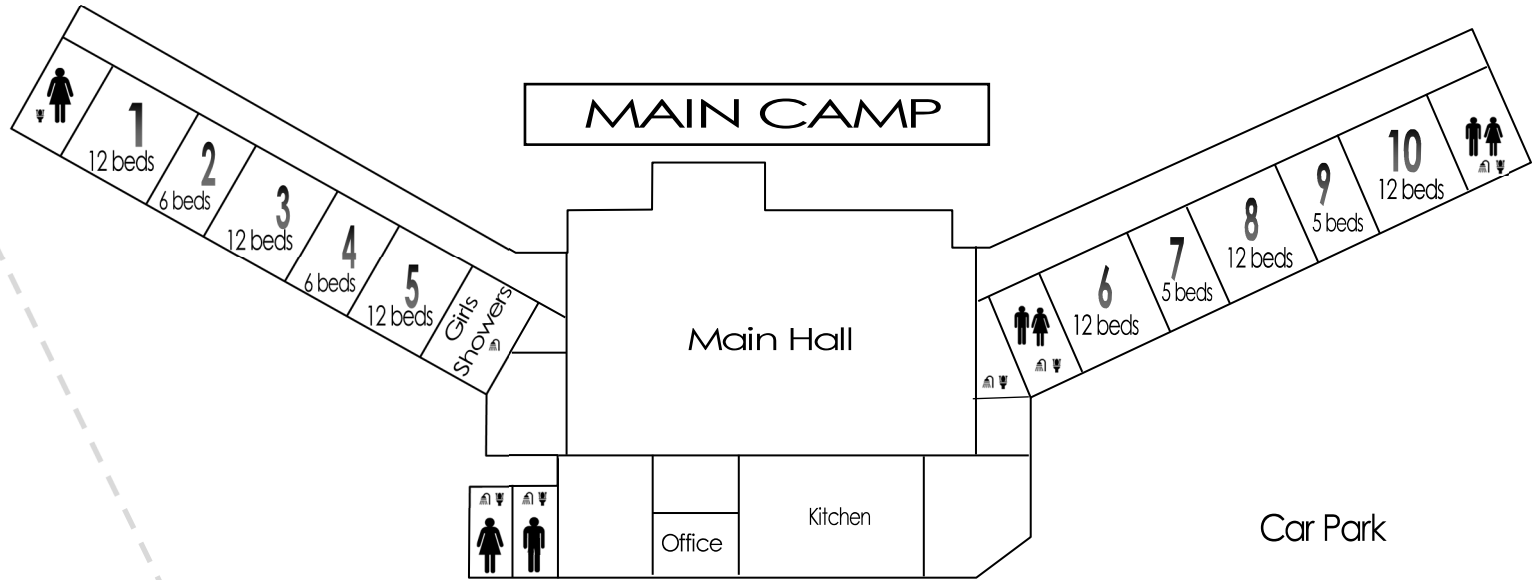 MAIN CAMP
1
12 beds
2
6 beds
3
12 beds
4
6 beds
5
12 beds
Girls
Showers
Main Hall
6
12 beds
7
5 beds
8
12 beds
9
5 beds
10
12 beds
Office
Kitchen
Car Park